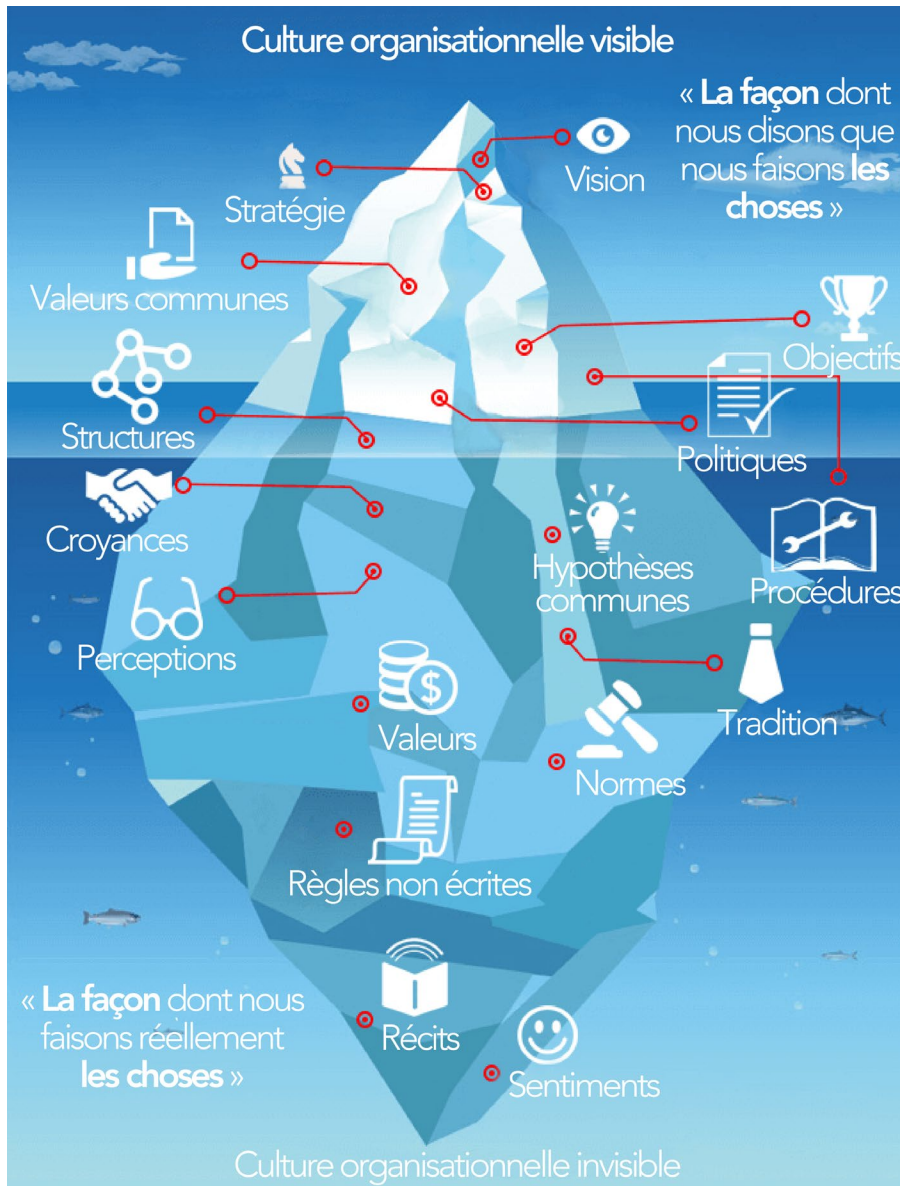 Culture organisationnelle visible
« La façon dont
nous disons que
nous faisons les
choses »
Vision
Stratégie
Valeurs communes
Objectifs
Structures
Politiques
Croyances
Hypothèses
communes
Procédures
Perceptions
Tradition
Valeurs
Normes
Règles non écrites
« La façon dont nous
faisons réellement
les choses »
Récits
Sentiments
Culture organisationnelle invisible